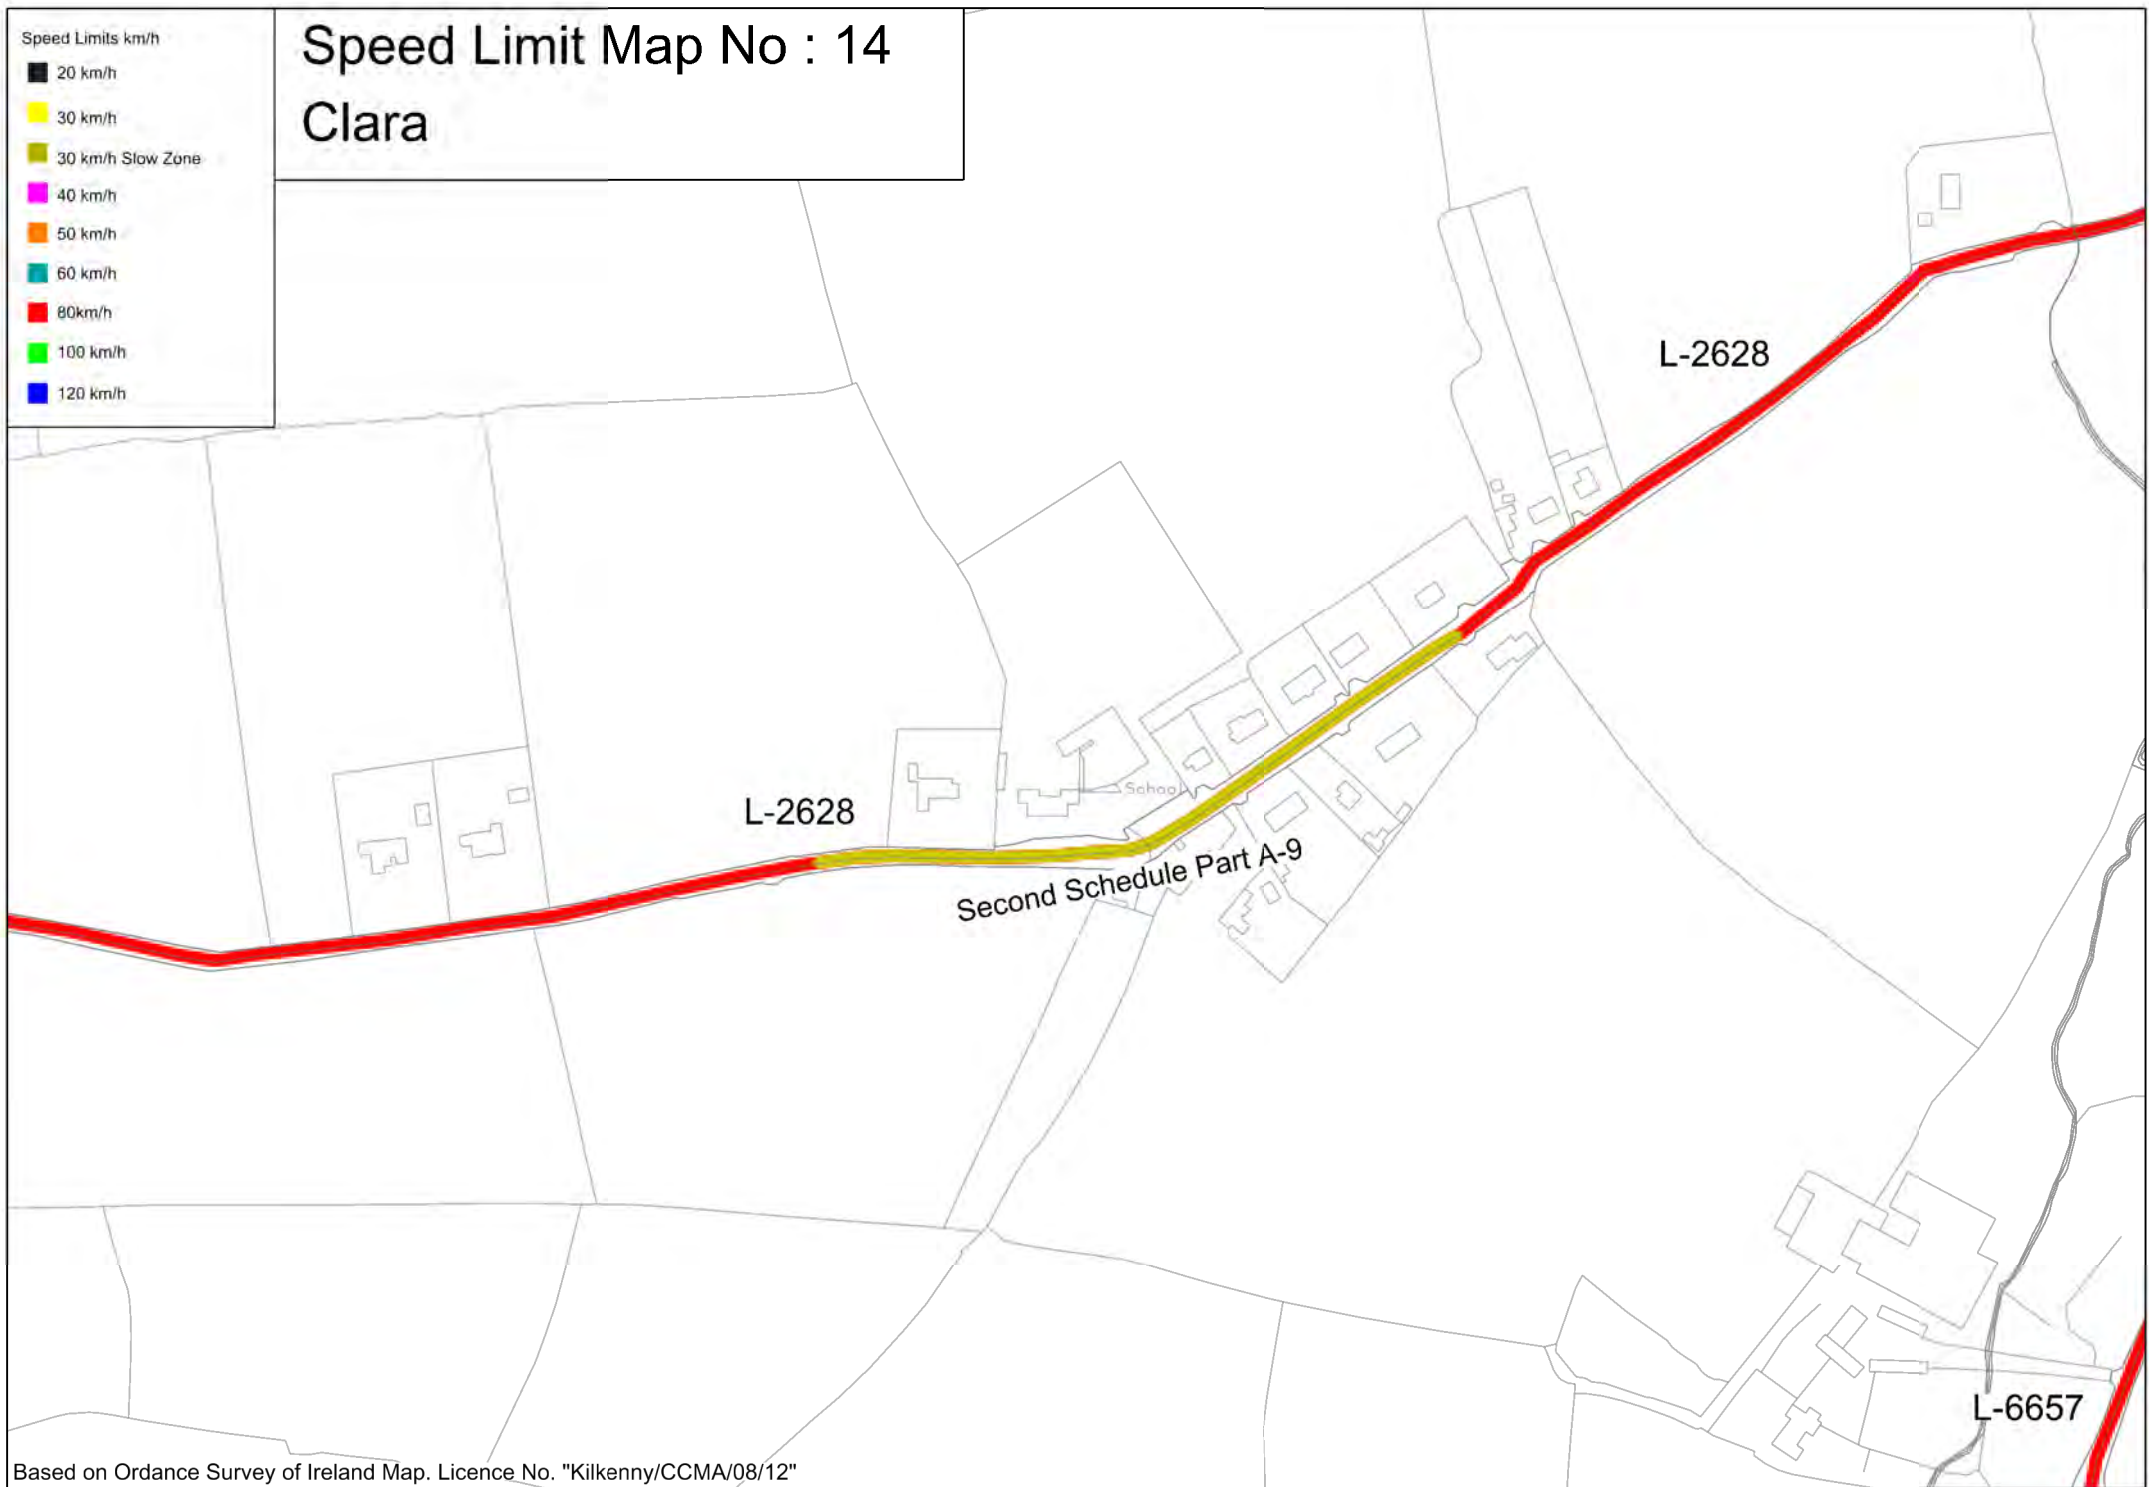 Speed Limits km/h
20 km/h
30 km/h
30 km/h Slow Zone
40 km/h
50 km/h
60 km/h
80km/h
100 km/h
120 km/h
Speed Limit Map No : 14
Clara
L-2628
School
L-2628
Second Schedule Part A-9
L-6657
Based on Ordance Survey of Ireland Map. Licence No. "Kilkenny/CCMA/08/12"